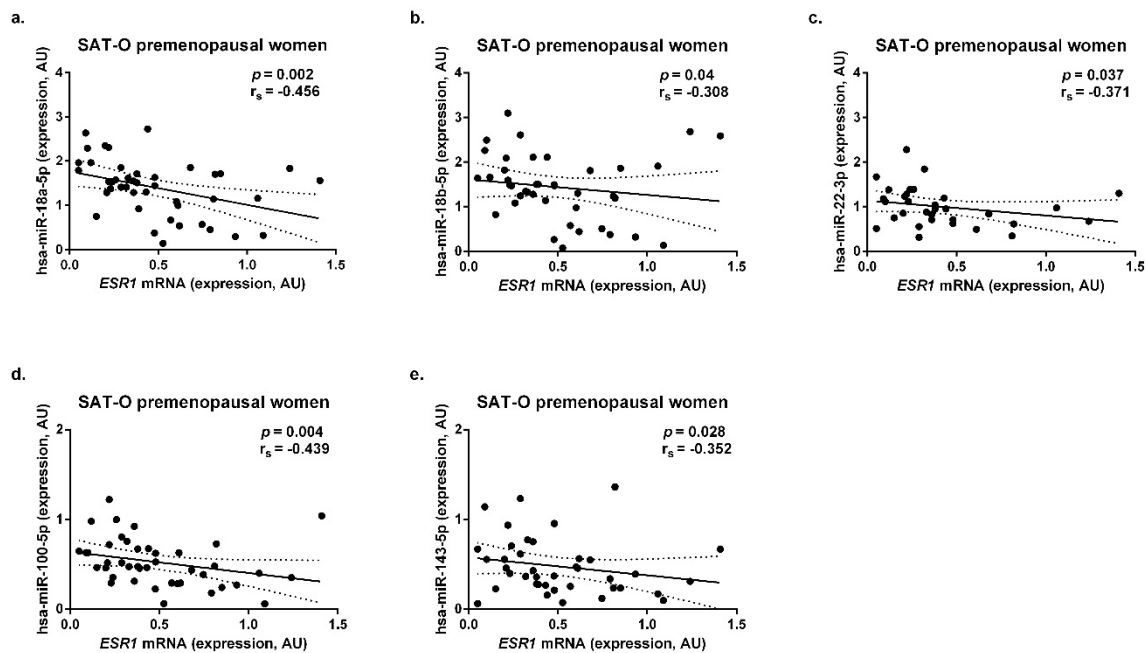 a.
SAT-O premenopausal women
p = 0.002
rs = -0.456
hsa-miR-18a-5p (expression, AU)
4
3
2
1
0
0.0 0.5 1.0 1.5
ESR1 mRNA (expression, AU)
b.
SAT-O premenopausal women
p = 0.04
rs = -0.308
hsa-miR-18b-5p (expression, AU)
4
3
2
1
0
0.0 0.5 1.0 1.5
ESR1 mRNA (expression, AU)
c.
SAT-O premenopausal women
p = 0.037
rs = -0.371
hsa-miR-22-3p (expression, AU)
4
3
2
1
0
0.0 0.5 1.0 1.5
ESR1 mRNA (expression, AU)
d.
SAT-O premenopausal women
p = 0.004
rs = -0.439
hsa-miR-100-5p (expression, AU)
2
1
0
0.0 0.5 1.0 1.5
ESR1 mRNA (expression, AU)
e.
SAT-O premenopausal women
p = 0.028
rs = -0.352
hsa-miR-143-5p (expression, AU)
2
1
0
0.0 0.5 1.0 1.5
ESR1 mRNA (expression, AU)